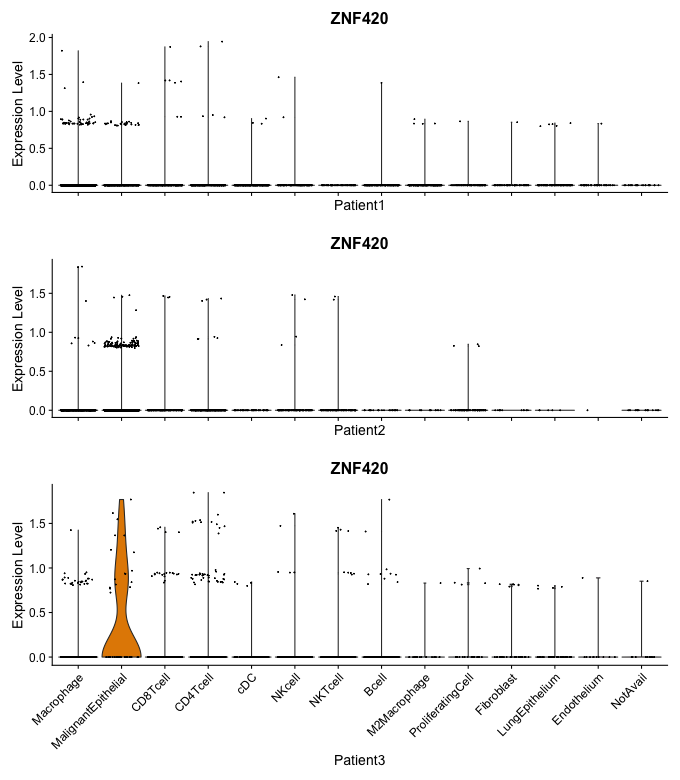 ZNF420
Expression Level
2.0
1.5
1.0
0.5
0.0
Patient1
ZNF420
Expression Level
1.5
1.0
0.5
0.0
Patient2
ZNF420
Expression Level
1.5
1.0
0.5
0.0
Macrophage
MalignantEpithelial
CD8Tcell
CD4Tcell
cDC
NKcell
NKTcell
Bcell
M2Macrophage
ProliferatingCell
Fibroblast
LungEpithelium
Endothelium
NotAvail
Patient3